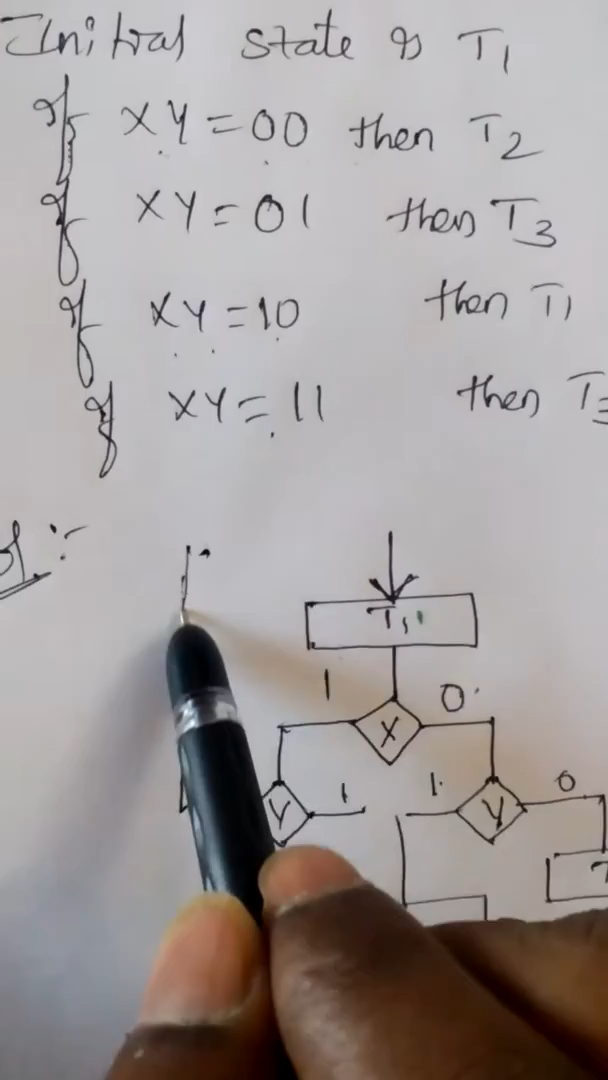 Initial state is T1
If XY = 00 then T2
If XY = 01 then T3
If XY = 10 then T1
If XY = 11 then T3
T1
1 X 0
Y 1 1 Y 0